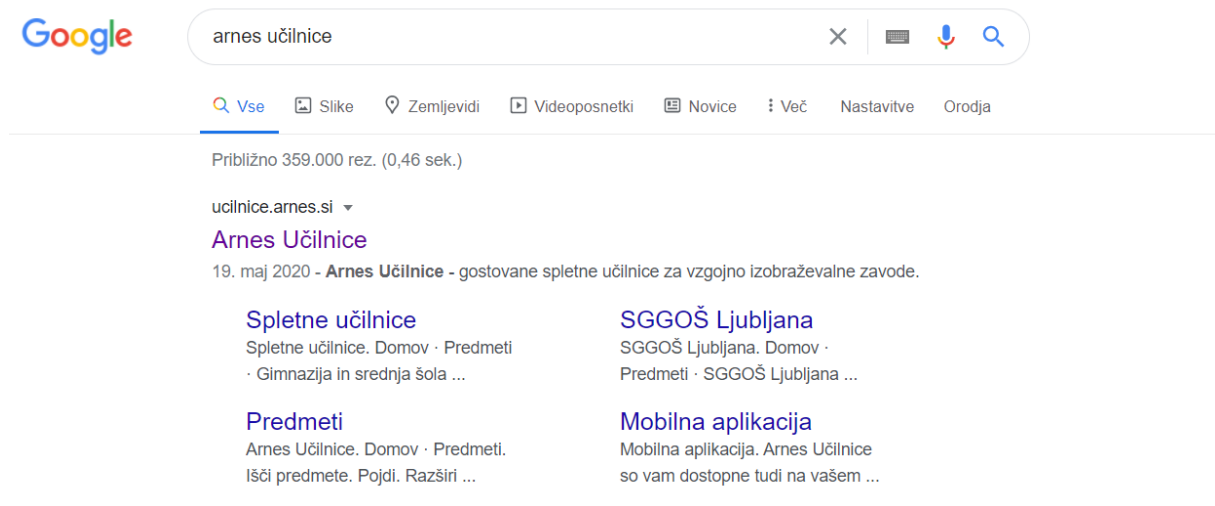 Google
arnes učilnice
Vse Slike Zemljevidi Videoposnetki Novice Več Nastavitve Orodja
Približno 359.000 rez. (0,46 sek.)
ucilnice.arnes.si
Arnes Učilnice
19. maj 2020 - Arnes Učilnice - gostovane spletne učilnice za vzgojno izobraževalne zavode.
Spletne učilnice
Spletne učilnice. Domov · Predmeti
· Gimnazija in srednja šola ...
SGGOŠ Ljubljana
SGGOŠ Ljubljana. Domov ·
Predmeti · SGGOŠ Ljubljana ...
Predmeti
Arnes Učilnice. Domov · Predmeti.
Išči predmete. Pojdi. Razširi ...
Mobilna aplikacija
Mobilna aplikacija. Arnes Učilnice
so vam dostopne tudi na vašem ...